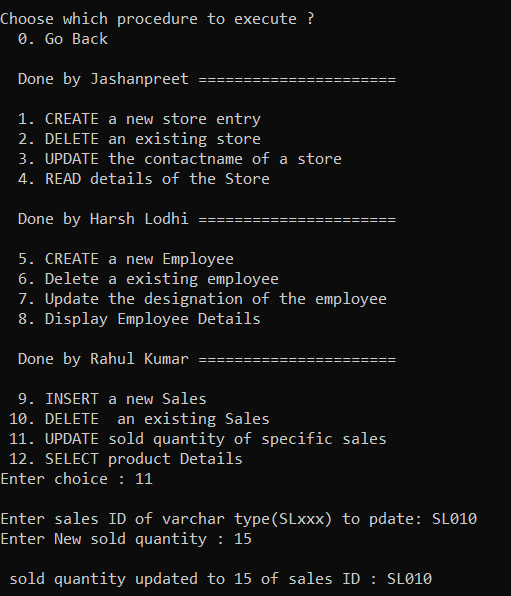 Choose which procedure to execute ?
0. Go Back
Done by Jashanpreet ======================
1. CREATE a new store entry
2. DELETE an existing store
3. UPDATE the contactname of a store
4. READ details of the Store
Done by Harsh Lodhi ======================
5. CREATE a new Employee
6. Delete a existing employee
7. Update the designation of the employee
8. Display Employee Details
Done by Rahul Kumar ======================
9. INSERT a new Sales
10. DELETE  an existing Sales
11. UPDATE sold quantity of specific sales
12. SELECT product Details
Enter choice : 11
Enter sales ID of varchar type(SLxxx) to pdate: SL010
Enter New sold quantity : 15
sold quantity updated to 15 of sales ID : SL010